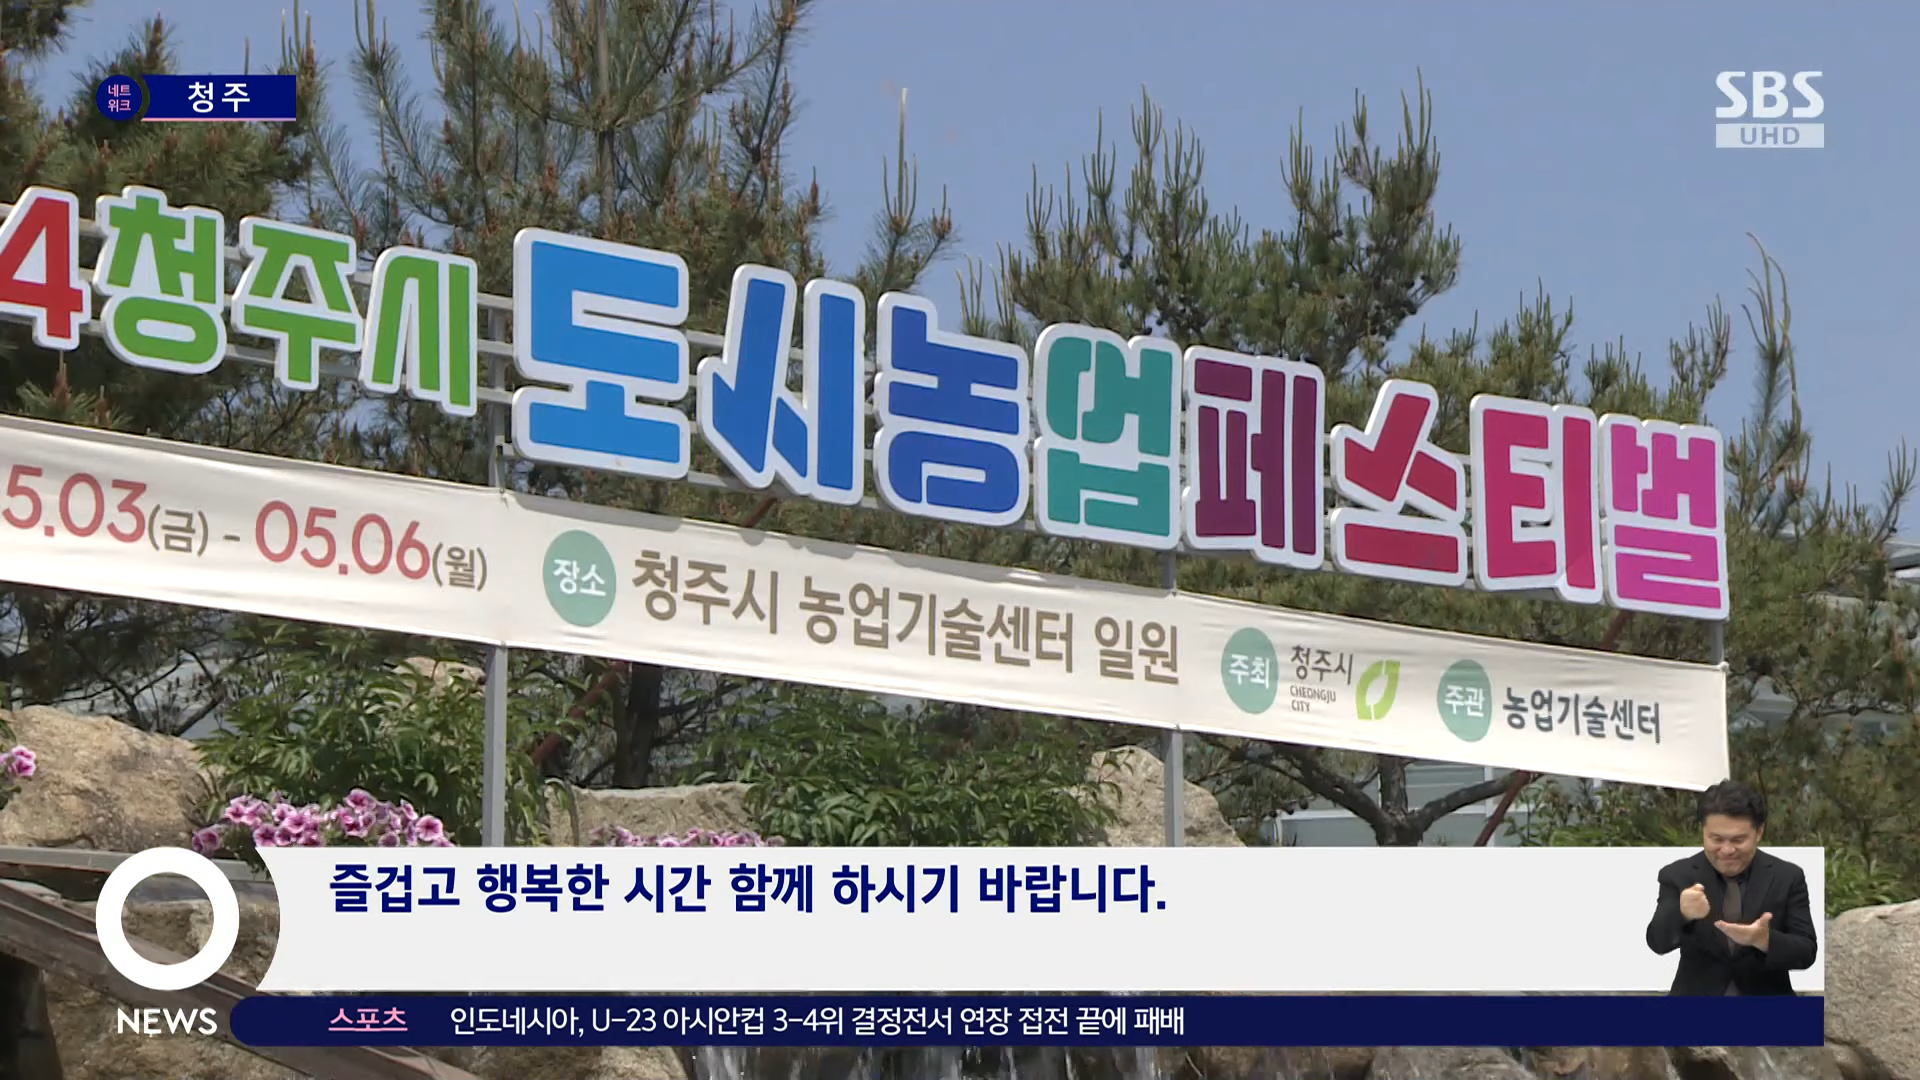 네트
워크
청주
SBS
UHD
4 청주시 도시농업페스티벌
5.03(금) - 05.06(월)
장소 청주시 농업기술센터 일원
주최 청주시
CHEONGJU
CITY
주관 농업기술센터
즐겁고 행복한 시간 함께 하시기 바랍니다.
NEWS
스포츠 인도네시아, U-23 아시안컵 3-4위 결정전서 연장 접전 끝에 패배